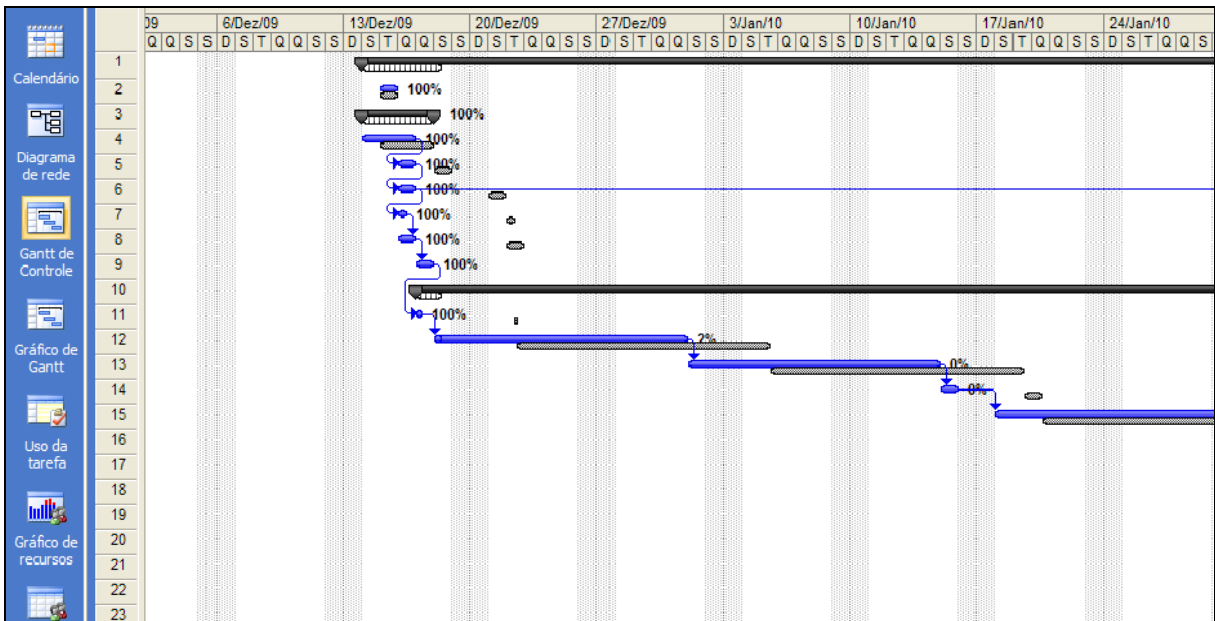 09 6/Dez/09 13/Dez/09 20/Dez/09 27/Dez/09 3/Jan/10 10/Jan/10 17/Jan/10 24/Jan/10
Q Q S S D S T Q Q S S D S T Q Q S S D S T Q Q S S D S T Q Q S S D S T Q Q S S D S T Q Q S S D S T Q Q S S D S T Q Q S
Calendário
Diagrama
de rede
Gantt de
Controle
Gráfico de
Gantt
Uso da
tarefa
Gráfico de
recursos
1
2 100%
3 100%
4 100%
5 100%
6 100%
7 100%
8 100%
9 100%
10
11 100%
12 2%
13 0%
14 0%
15
16
17
18
19
20
21
22
23